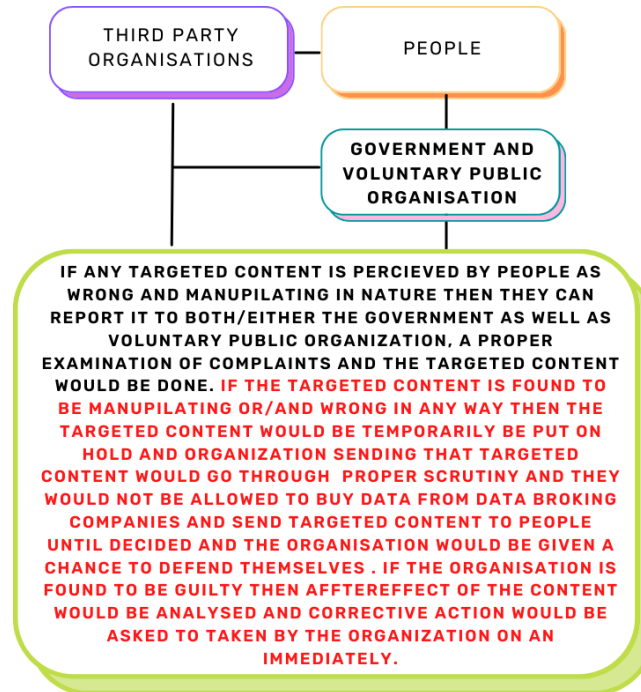 THIRD PARTY
ORGANISATIONS
PEOPLE
GOVERNMENT AND
VOLUNTARY PUBLIC
ORGANISATION
IF ANY TARGETED CONTENT IS PERCIEVED BY PEOPLE AS
WRONG AND MANUPILATING IN NATURE THEN THEY CAN
REPORT IT TO BOTH/EITHER THE GOVERNMENT AS WELL AS
VOLUNTARY PUBLIC ORGANIZATION, A PROPER
EXAMINATION OF COMPLAINTS AND THE TARGETED CONTENT
WOULD BE DONE. IF THE TARGETED CONTENT IS FOUND TO
BE MANUPILATING OR/AND WRONG IN ANY WAY THEN THE
TARGETED CONTENT WOULD BE TEMPORARILY BE PUT ON
HOLD AND ORGANIZATION SENDING THAT TARGETED
CONTENT WOULD GO THROUGH PROPER SCRUTINY AND THEY
WOULD NOT BE ALLOWED TO BUY DATA FROM DATA BROKING
COMPANIES AND SEND TARGETED CONTENT TO PEOPLE
UNTIL DECIDED AND THE ORGANISATION WOULD BE GIVEN A
CHANCE TO DEFEND THEMSELVES . IF THE ORGANISATION IS
FOUND TO BE GUILTY THEN AFFTEREFFECT OF THE CONTENT
WOULD BE ANALYSED AND CORRECTIVE ACTION WOULD BE
ASKED TO TAKEN BY THE ORGANIZATION ON AN
IMMEDIATELY.